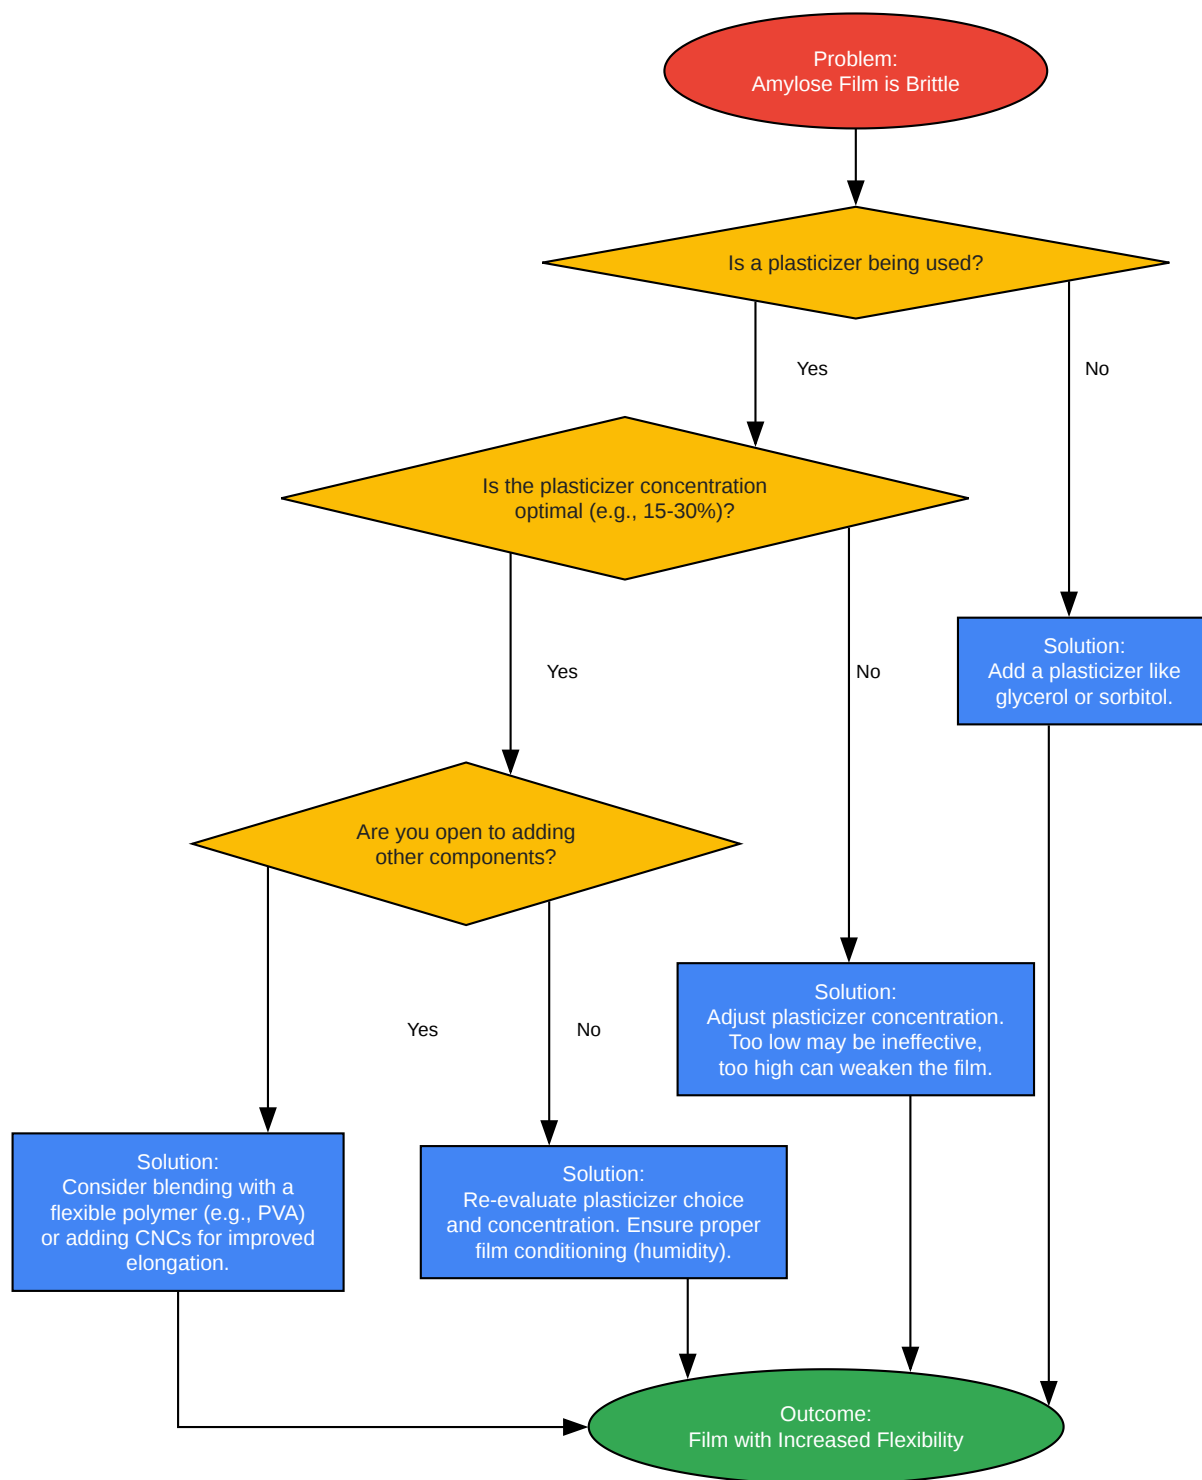 Problem:
Amylose Film is Brittle
Is a plasticizer being used?
Yes
No
Is the plasticizer concentration
optimal (e.g., 15-30%)?
Yes
No
Solution:
Add a plasticizer like
glycerol or sorbitol.
Are you open to adding
other components?
Yes
No
Solution:
Adjust plasticizer concentration.
Too low may be ineffective,
too high can weaken the film.
Solution:
Consider blending with a
flexible polymer (e.g., PVA)
or adding CNCs for improved
elongation.
Solution:
Re-evaluate plasticizer choice
and concentration. Ensure proper
film conditioning (humidity).
Outcome:
Film with Increased Flexibility